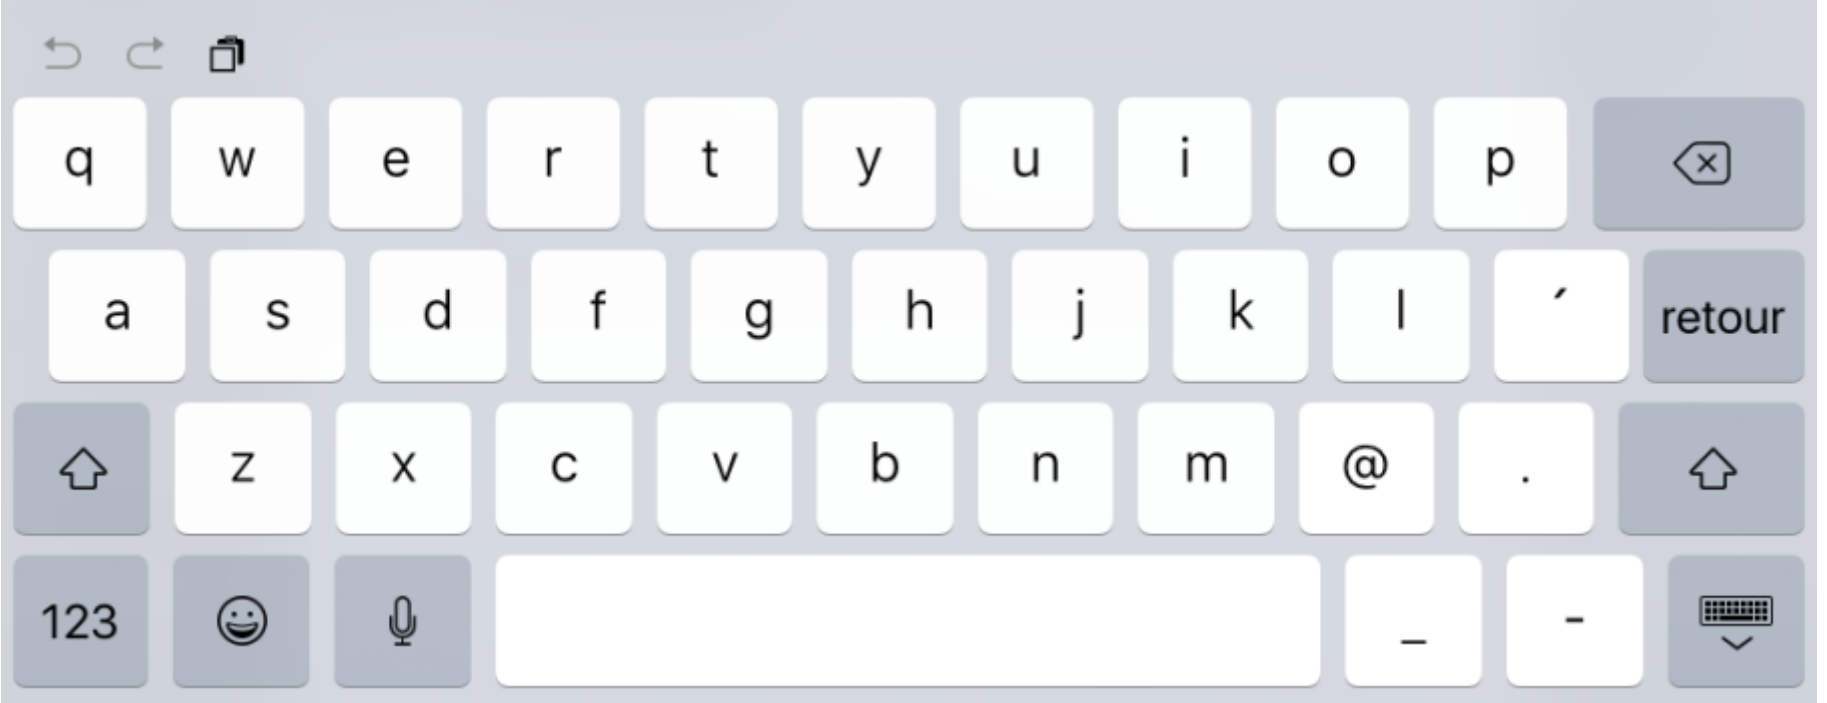 q w e r t y u i o p
a s d f g h j k l ´ retour
z x c v b n m @ .
123 _ -